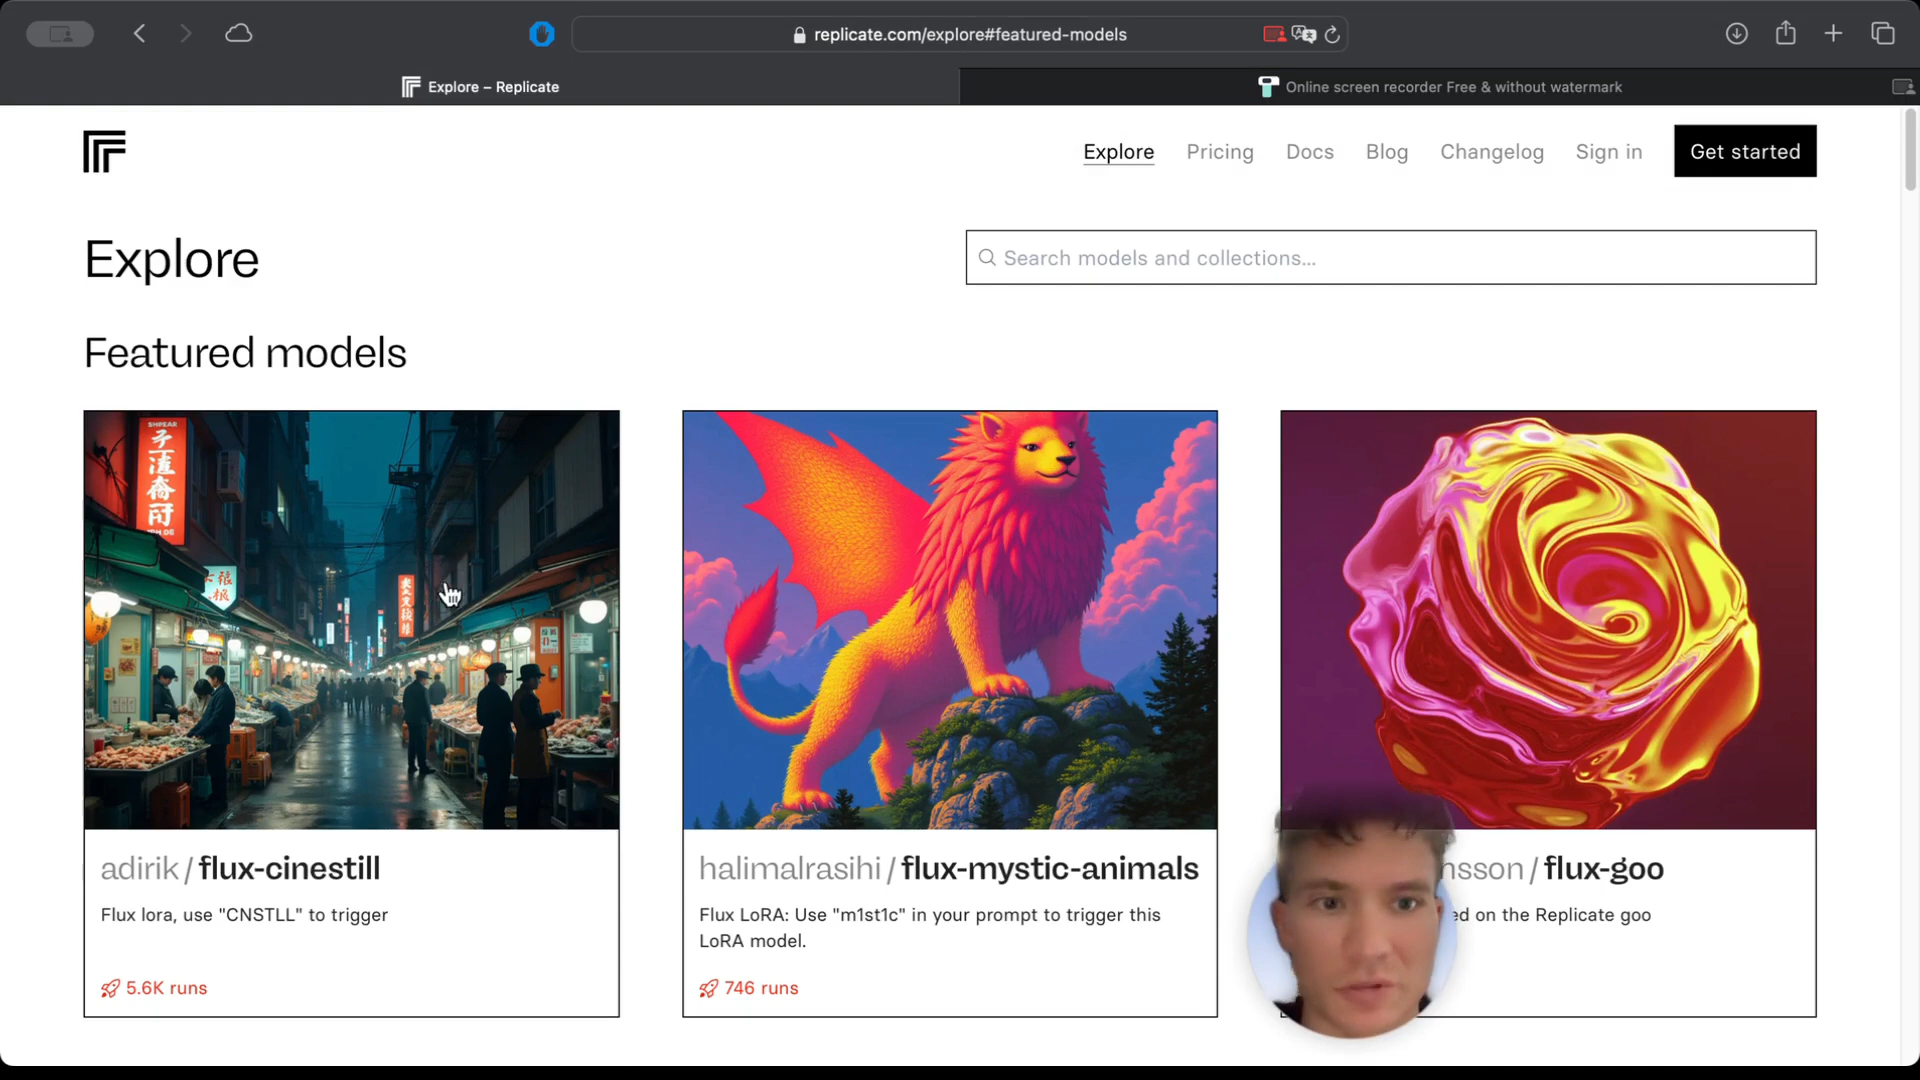 replicate.com/explore#featured-models
Explore – Replicate
Online screen recorder Free & without watermark
Explore
Pricing
Docs
Blog
Changelog
Sign in
Get started
Explore
Search models and collections...
Featured models
adirik / flux-cinestill
Flux lora, use "CNSTLL" to trigger
5.6K runs
halimalrasihi / flux-mystic-animals
Flux LoRA: Use "m1st1c" in your prompt to trigger this
LoRA model.
746 runs
/ flux-goo
on the Replicate goo